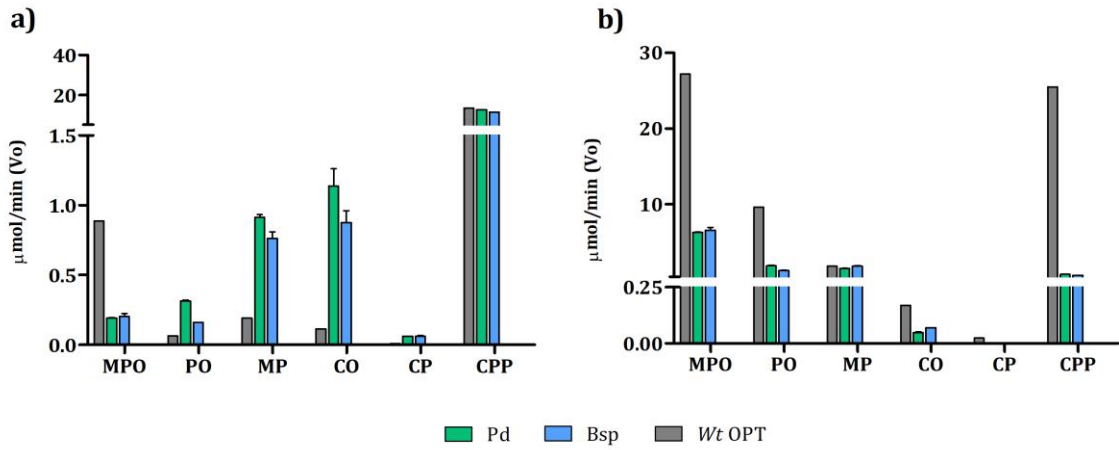 a)
μmol/min (Vo)
40
20
1.5
1.0
0.5
0.0
MPO PO MP CO CP CPP
b)
μmol/min (Vo)
30
20
10
0.25
0.00
MPO PO MP CO CP CPP
Pd Bsp Wt OPT